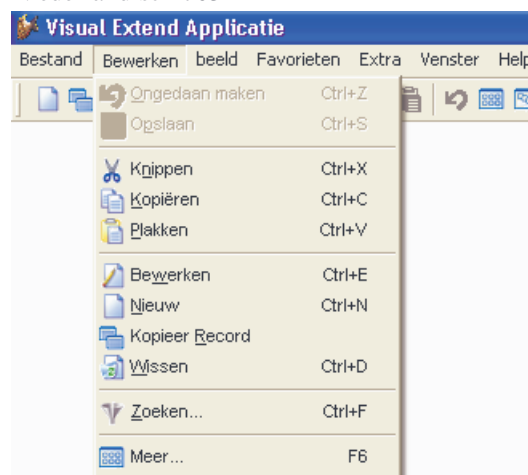 Visual Extend Applicatie
Bestand Bewerken beeld Favorieten Extra Venster Help
Ongedaan maken Ctrl+Z
Opslaan Ctrl+S
Knippen Ctrl+X
Kopiëren Ctrl+C
Plakken Ctrl+V
Bewerken Ctrl+E
Nieuw Ctrl+N
Kopieer Record
Wissen Ctrl+D
Zoeken... Ctrl+F
Meer... F6